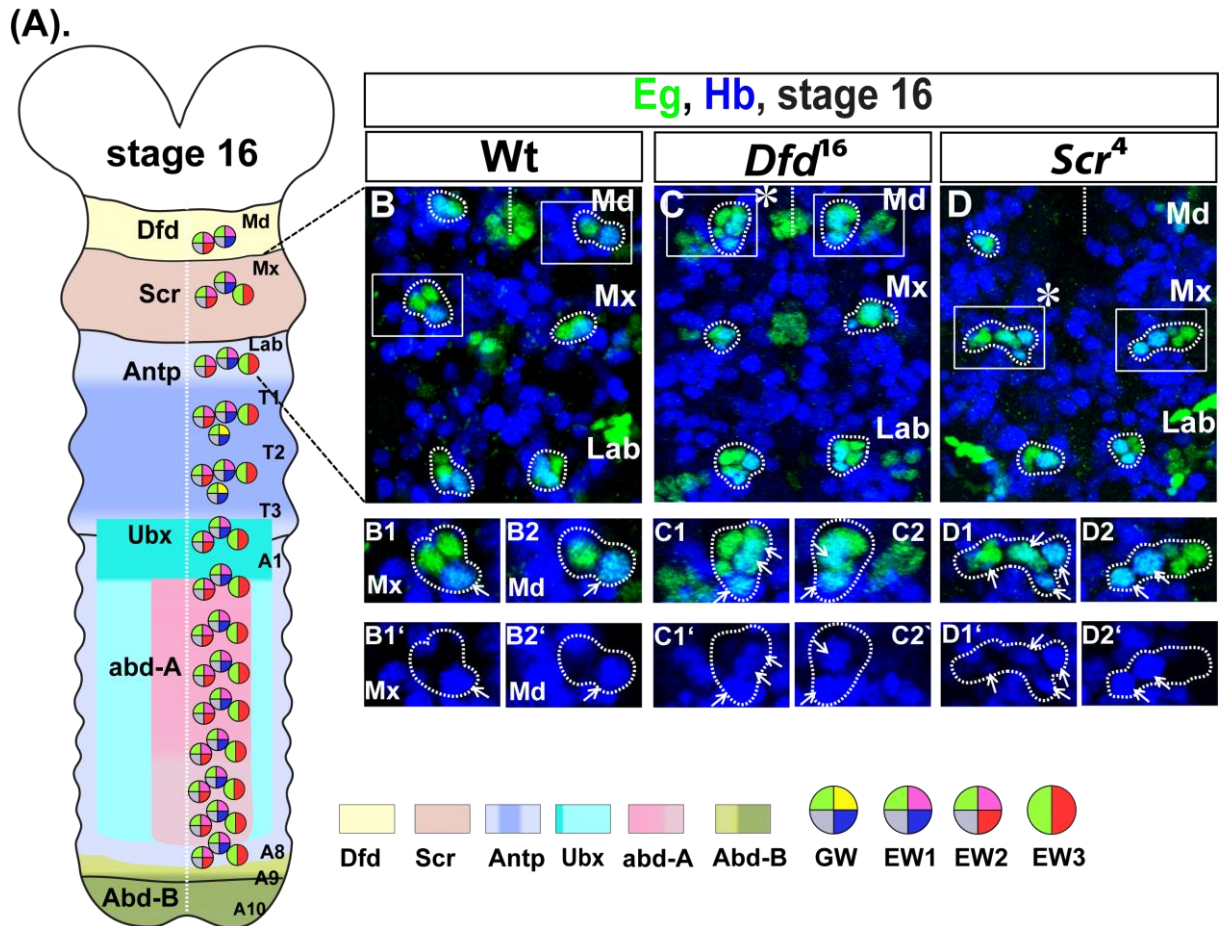 (A).
stage 16
Dfd
Md
Scr
Mx
Antp
Lab
T1
T2
T3
Ubx
A1
abd-A
A8
A9
Abd-B
A10
Eg, Hb, stage 16
Wt
Dfd16
Scr4
B
Md
Mx
Lab
C
*
Md
Mx
Lab
D
Md
*
Mx
Lab
B1
Mx
B2
Md
C1
C2
D1
D2
B1‘
Mx
B2‘
Md
C1‘
C2`
D1‘
D2‘
Dfd
Scr
Antp
Ubx
abd-A
Abd-B
GW
EW1
EW2
EW3